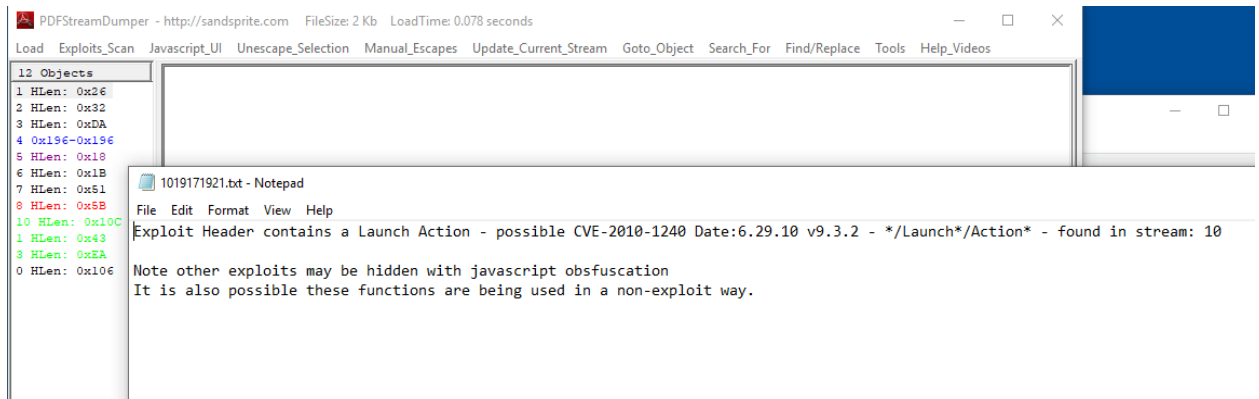 PDFStreamDumper - http://sandsprite.com FileSize: 2 Kb LoadTime: 0.078 seconds
Load Exploits_Scan Javascript_UI Unescape_Selection Manual_Escapes Update_Current_Stream Goto_Object Search_For Find/Replace Tools Help_Videos
12 Objects
1 HLen: 0x26
2 HLen: 0x32
3 HLen: 0xDA
4 0x196-0x196
5 HLen: 0x18
6 HLen: 0x1B
7 HLen: 0x51
8 HLen: 0x5B
10 HLen: 0x10C
1 HLen: 0x43
3 HLen: 0xEA
0 HLen: 0x106
1019171921.txt - Notepad
File Edit Format View Help
Exploit Header contains a Launch Action - possible CVE-2010-1240 Date:6.29.10 v9.3.2 - */Launch*/Action* - found in stream: 10
Note other exploits may be hidden with javascript obsfuscation
It is also possible these functions are being used in a non-exploit way.